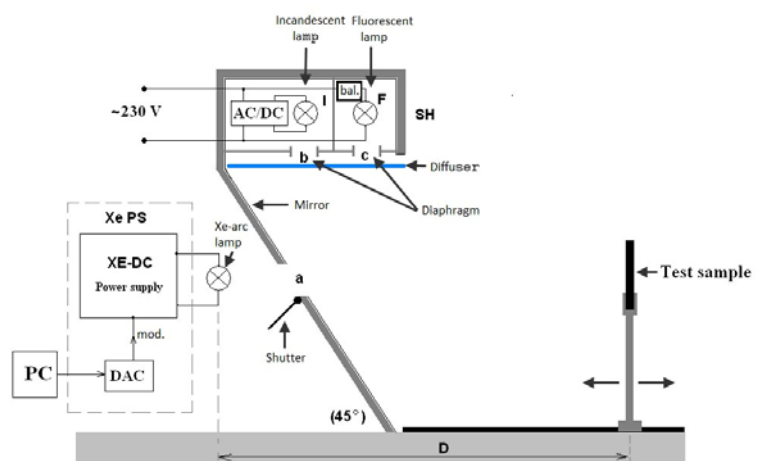 Incandescent lamp
Fluorescent lamp
bal.
I
F
AC/DC
~230 V
SH
b
c
Diffuser
Diaphragm
Mirror
Xe PS
Xe-arc lamp
XE-DC
Power supply
a
Test sample
mod.
Shutter
PC
DAC
(45°)
D